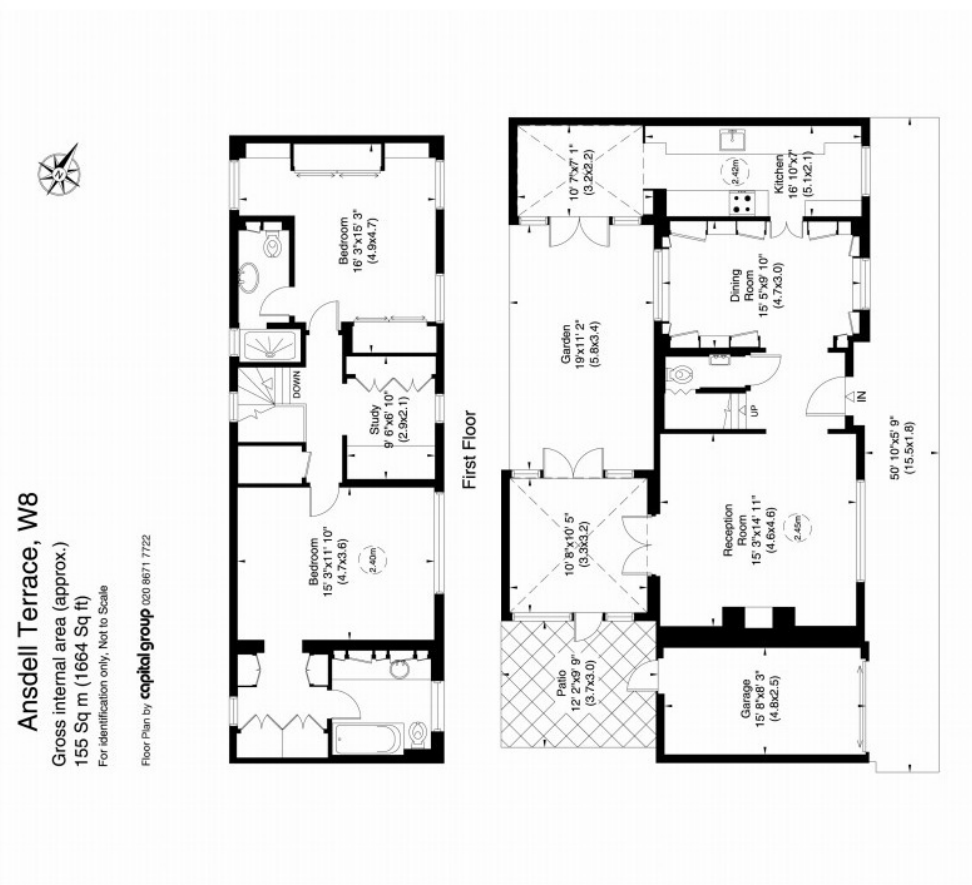 Ansdell Terrace, W8
Gross internal area (approx.)
155 Sq m (1664 Sq ft)
For identification only, Not to Scale
Floor Plan by capital group 020 8671 7722
Bedroom
15' 3"x11' 10"
(4.7x3.6)
2.40m
DOWN
Study
9' 6"x6' 10"
(2.9x2.1)
Bedroom
16' 3"x15' 3"
(4.9x4.7)
First Floor
Patio
12' 2"x9' 9"
(3.7x3.0)
10' 8"x10' 5"
(3.3x3.2)
Garden
19'x11' 2"
(5.8x3.4)
10' 7"x7' 1"
(3.2x2.2)
Garage
15' 8"x8' 3"
(4.8x2.5)
Reception
Room
15' 3"x14' 11"
(4.6x4.6)
2.45m
UP
IN
Dining
Room
15' 5"x9' 10"
(4.7x3.0)
2.42m
Kitchen
16' 10"x7'
(5.1x2.1)
50' 10"x5' 9"
(15.5x1.8)